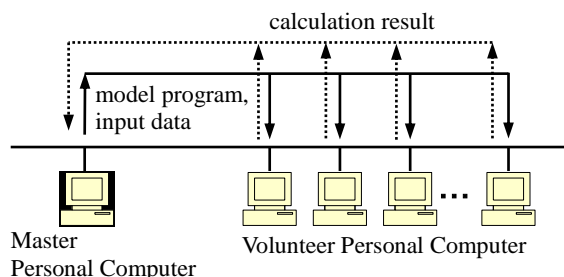 calculation result
model program,
input data
...
Master
Personal Computer
Volunteer Personal Computer